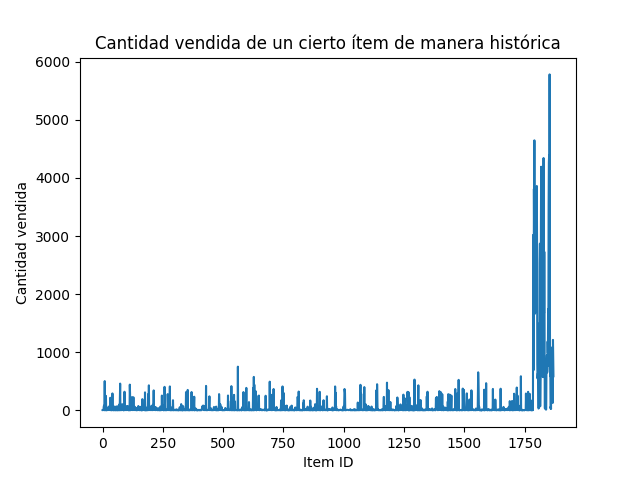 Cantidad vendida de un cierto ítem de manera histórica
6000
5000
4000
3000
2000
1000
0
Cantidad vendida
0 250 500 750 1000 1250 1500 1750
Item ID